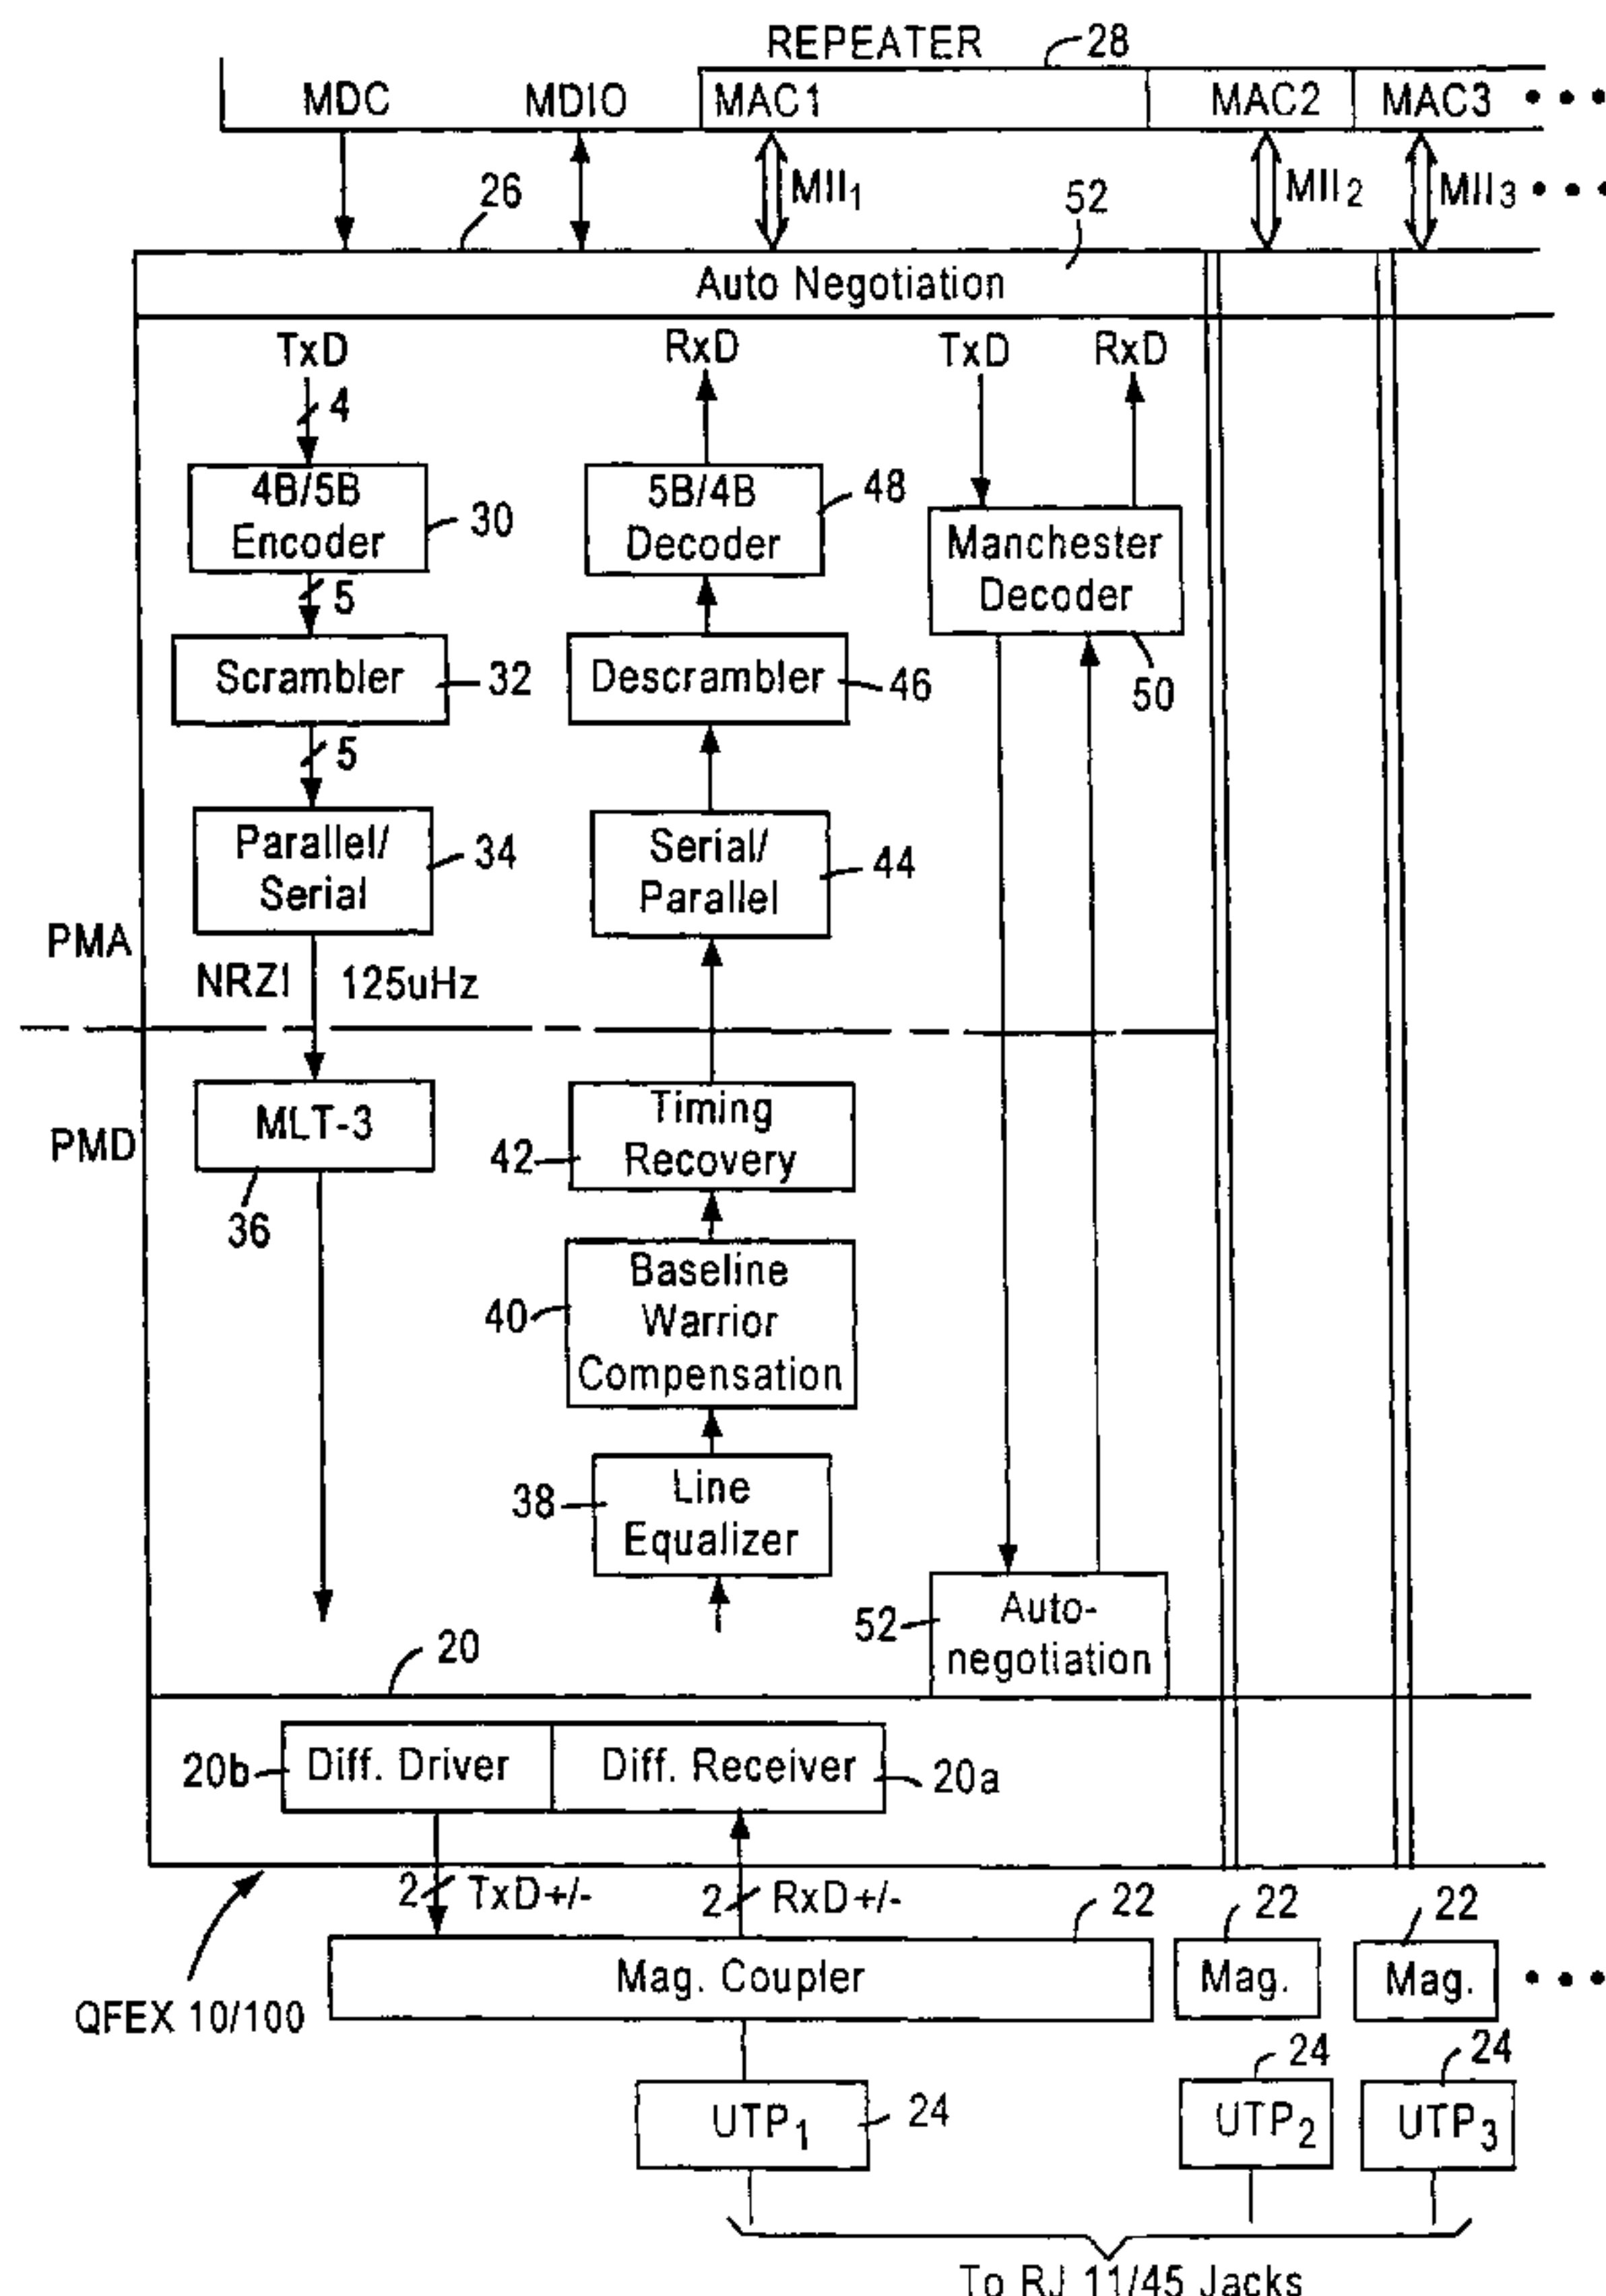 REPEATER 28
MDC MDIO MAC1 MAC2 MAC3 • • •
MII1 MII2 MII3 • • •
26 52
Auto Negotiation
TxD RxD TxD RxD
4
4B/5B
Encoder
30
5B/4B
Decoder
48
Manchester
Decoder
50
5
Scrambler
32
Descrambler
46
5
Parallel/
Serial
34
Serial/
Parallel
44
PMA
NRZI 125uHz
PMD
MLT-3
36
Timing
Recovery
42
Baseline
Warrior
Compensation
40
Line
Equalizer
38
Auto-
negotiation
52
20
20b Diff. Driver Diff. Receiver 20a
2 TxD+/- 2 RxD+/-
22 22 22
QFEX 10/100
Mag. Coupler Mag. Mag. • • •
24 24 24
UTP1 UTP2 UTP3
To RJ 11/45 Jacks